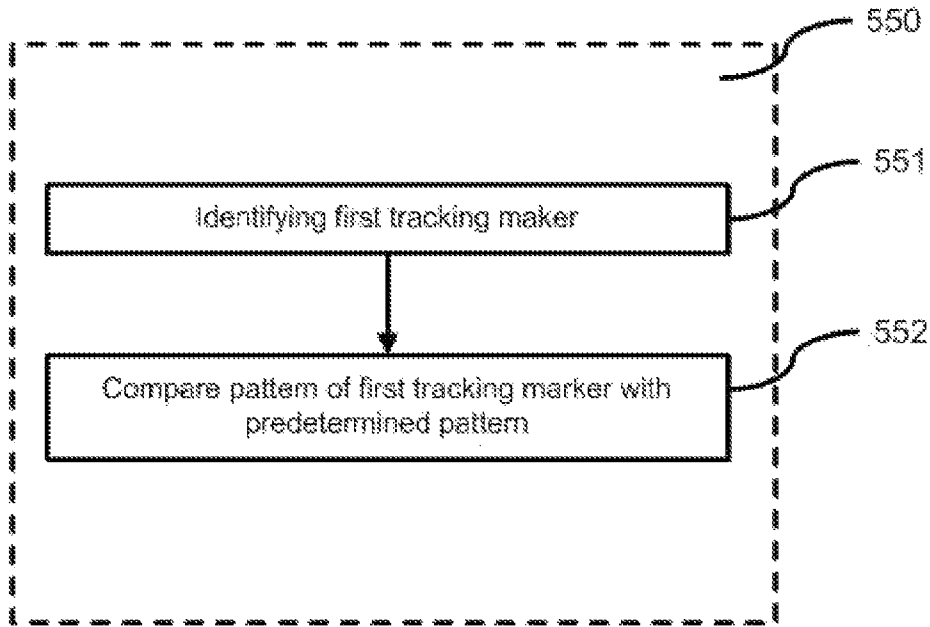 550
551
Identifying first tracking maker
552
Compare pattern of first tracking marker with
predetermined pattern